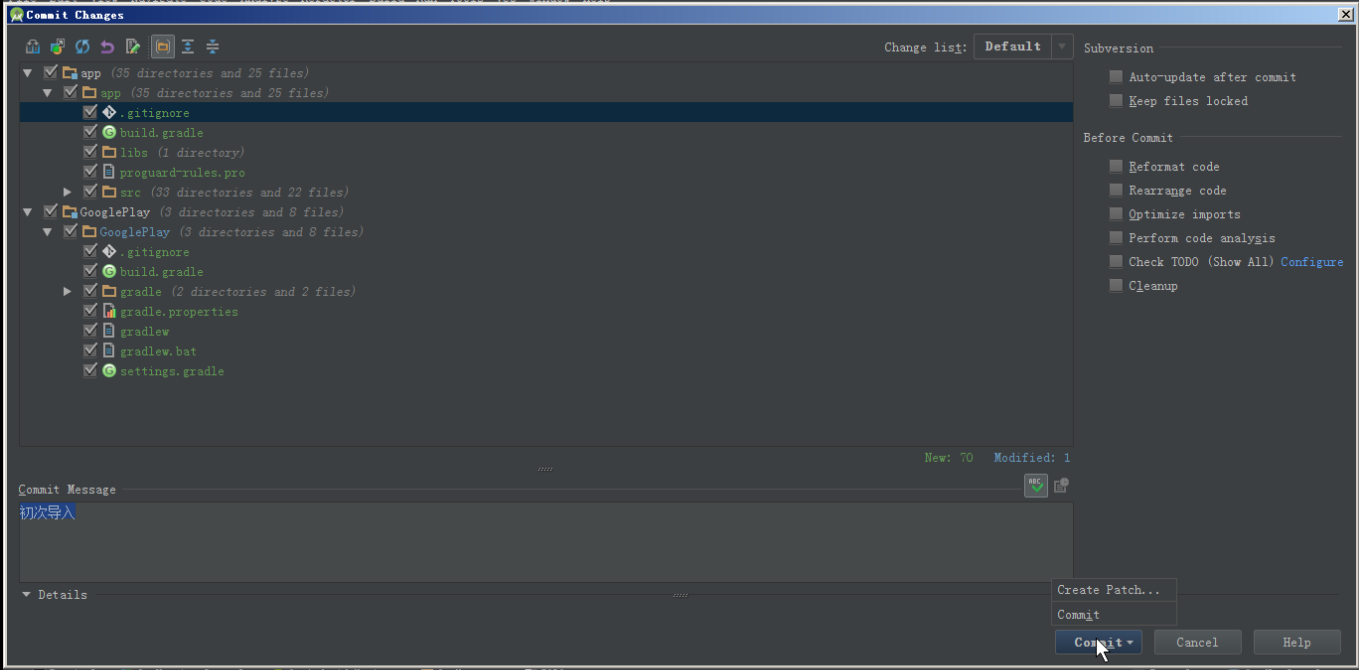 Commit Changes
Change list: Default
app (35 directories and 25 files)
app (35 directories and 25 files)
.gitignore
build.gradle
libs (1 directory)
proguard-rules.pro
src (33 directories and 22 files)
GooglePlay (3 directories and 8 files)
GooglePlay (3 directories and 8 files)
.gitignore
build.gradle
gradle (2 directories and 2 files)
gradle.properties
gradlew
gradlew.bat
settings.gradle
New: 70 Modified: 1
Subversion
Auto-update after commit
Keep files locked
Before Commit
Reformat code
Rearrange code
Optimize imports
Perform code analysis
Check TODO (Show All) Configure
Cleanup
Commit Message
ABC
初次导入
Details
Create Patch...
Commit
Commit Cancel Help